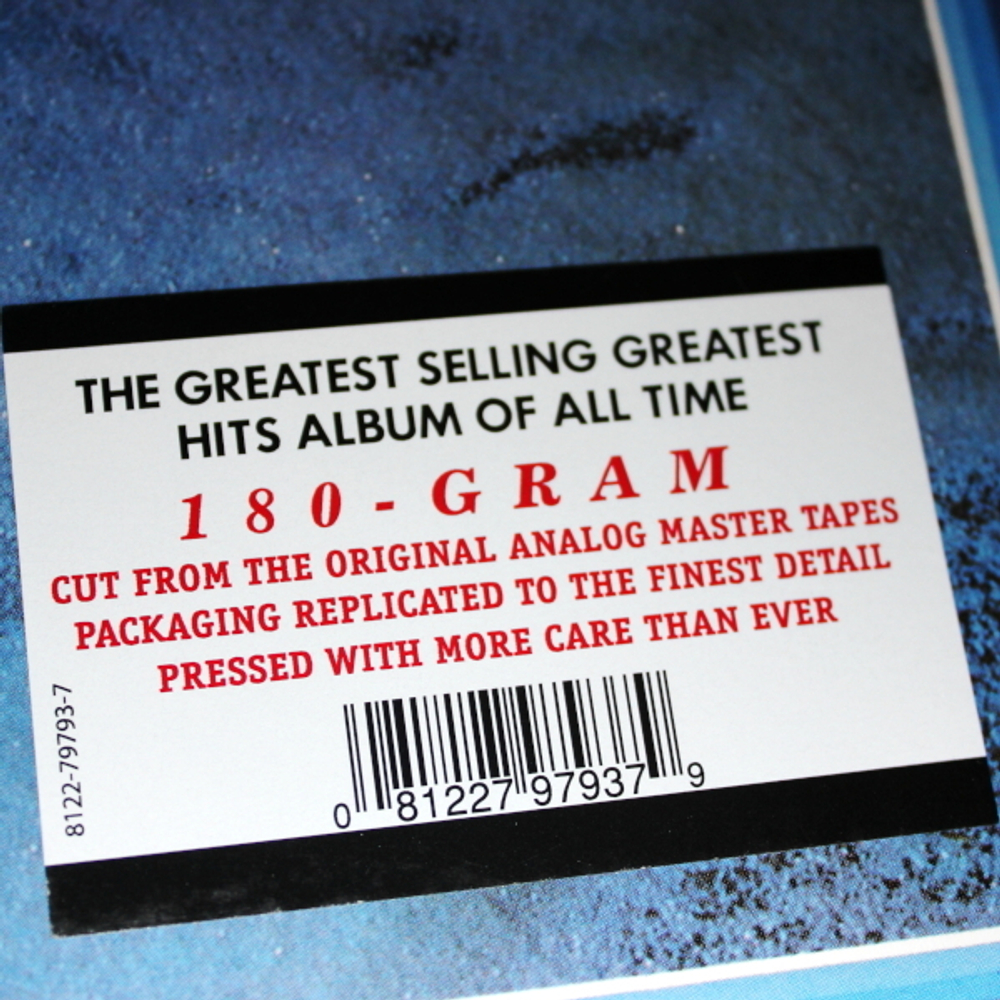 THE GREATEST SELLING GREATEST
HITS ALBUM OF ALL TIME
180-GRAM
CUT FROM THE ORIGINAL ANALOG MASTER TAPES
PACKAGING REPLICATED TO THE FINEST DETAIL
PRESSED WITH MORE CARE THAN EVER
8122-79793-7
0 81227 97937 9